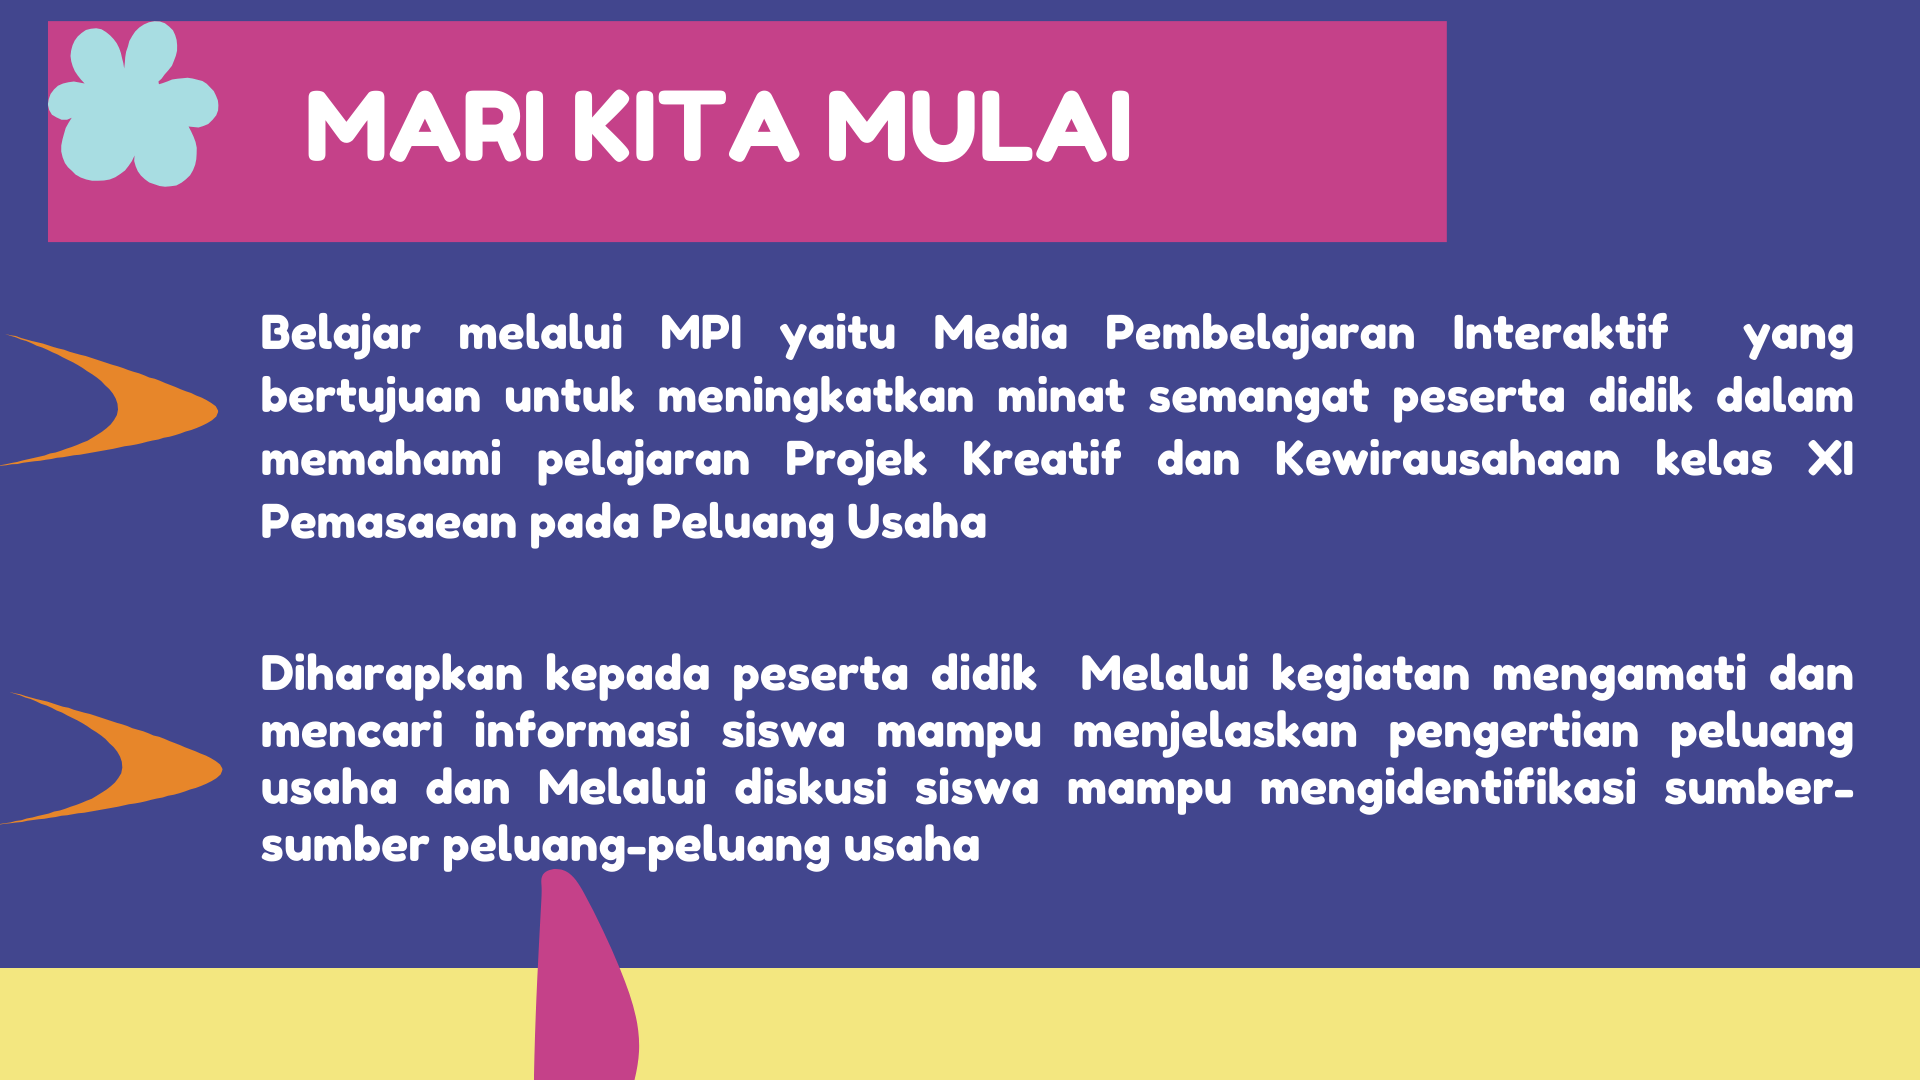 MARI KITA MULAI
Belajar melalui MPI yaitu Media Pembelajaran Interaktif yang
bertujuan untuk meningkatkan minat semangat peserta didik dalam
memahami pelajaran Projek Kreatif dan Kewirausahaan kelas XI
Pemasaean pada Peluang Usaha
Diharapkan kepada peserta didik Melalui kegiatan mengamati dan
mencari informasi siswa mampu menjelaskan pengertian peluang
usaha dan Melalui diskusi siswa mampu mengidentifikasi sumber-
sumber peluang-peluang usaha